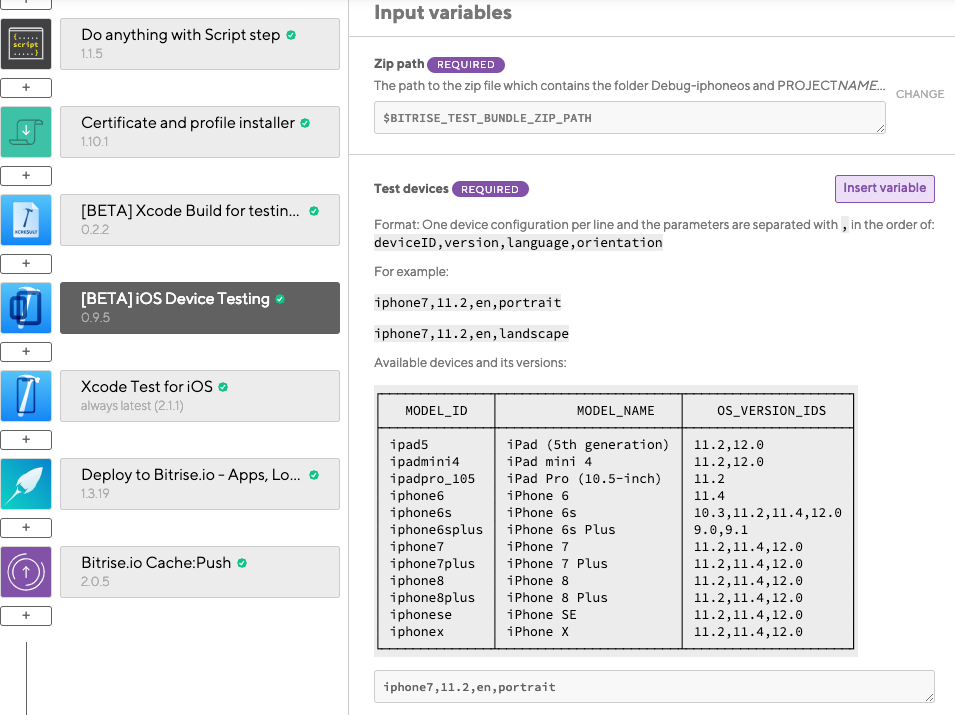 Do anything with Script step
1.1.5
{.....
script
.....}
+
Certificate and profile installer
1.10.1
+
[BETA] Xcode Build for testin...
0.2.2
XCRESULT
+
[BETA] iOS Device Testing
0.9.5
+
Xcode Test for iOS
always latest (2.1.1)
+
Deploy to Bitrise.io - Apps, Lo...
1.3.19
+
Bitrise.io Cache:Push
2.0.5
+
Input variables
Zip path REQUIRED
The path to the zip file which contains the folder Debug-iphoneos and PROJECTNAME...
CHANGE
$BITRISE_TEST_BUNDLE_ZIP_PATH
Test devices REQUIRED
Insert variable
Format: One device configuration per line and the parameters are separated with , in the order of:
deviceID,version,language,orientation
For example:
iphone7,11.2,en,portrait
iphone7,11.2,en,landscape
Available devices and its versions:
MODEL_ID MODEL_NAME OS_VERSION_IDS
ipad5 iPad (5th generation) 11.2,12.0
ipadmini4 iPad mini 4 11.2,12.0
ipadpro_105 iPad Pro (10.5-inch) 11.2
iphone6 iPhone 6 11.4
iphone6s iPhone 6s 10.3,11.2,11.4,12.0
iphone6splus iPhone 6s Plus 9.0,9.1
iphone7 iPhone 7 11.2,11.4,12.0
iphone7plus iPhone 7 Plus 11.2,11.4,12.0
iphone8 iPhone 8 11.2,11.4,12.0
iphone8plus iPhone 8 Plus 11.2,11.4,12.0
iphonese iPhone SE 11.2,11.4,12.0
iphonex iPhone X 11.2,11.4,12.0
iphone7,11.2,en,portrait